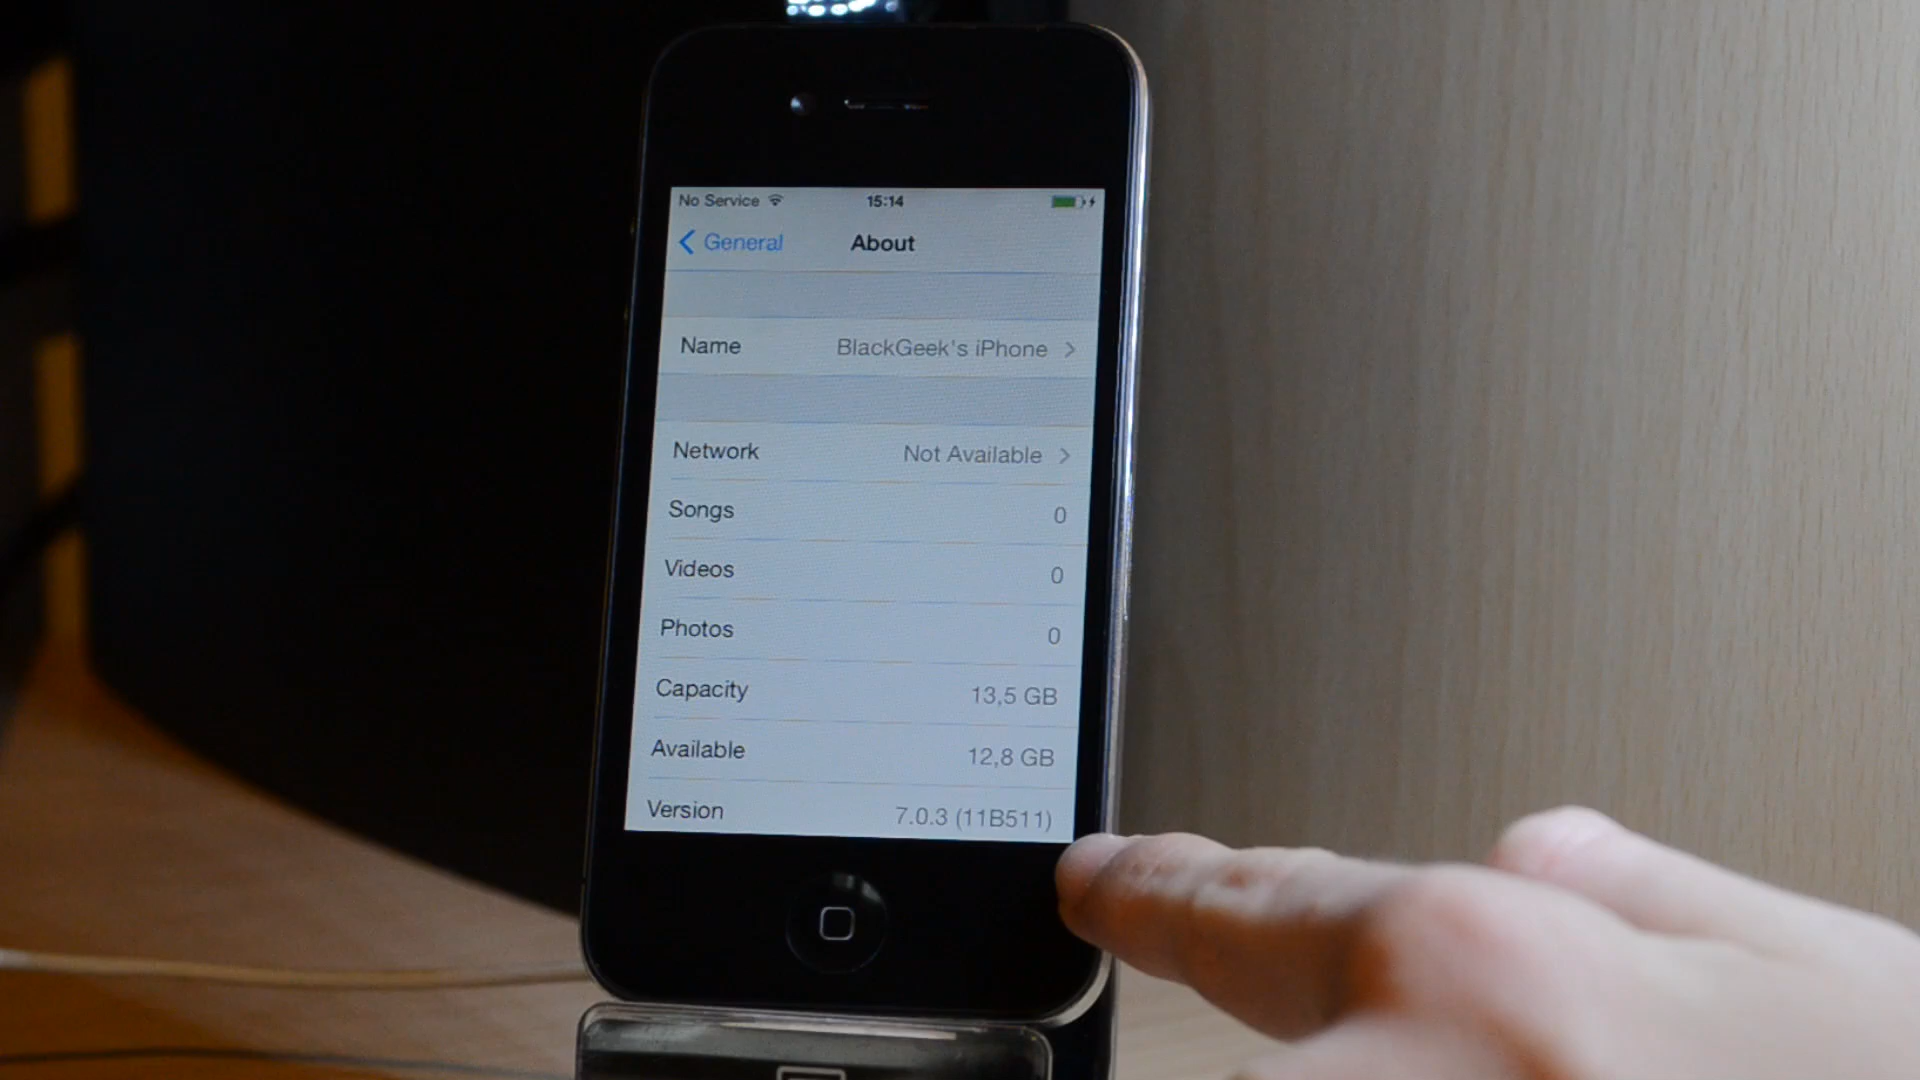 No Service 15:14
General About
Name BlackGeek's iPhone
Network Not Available
Songs 0
Videos 0
Photos 0
Capacity 13,5 GB
Available 12,8 GB
Version 7.0.3 (11B511)